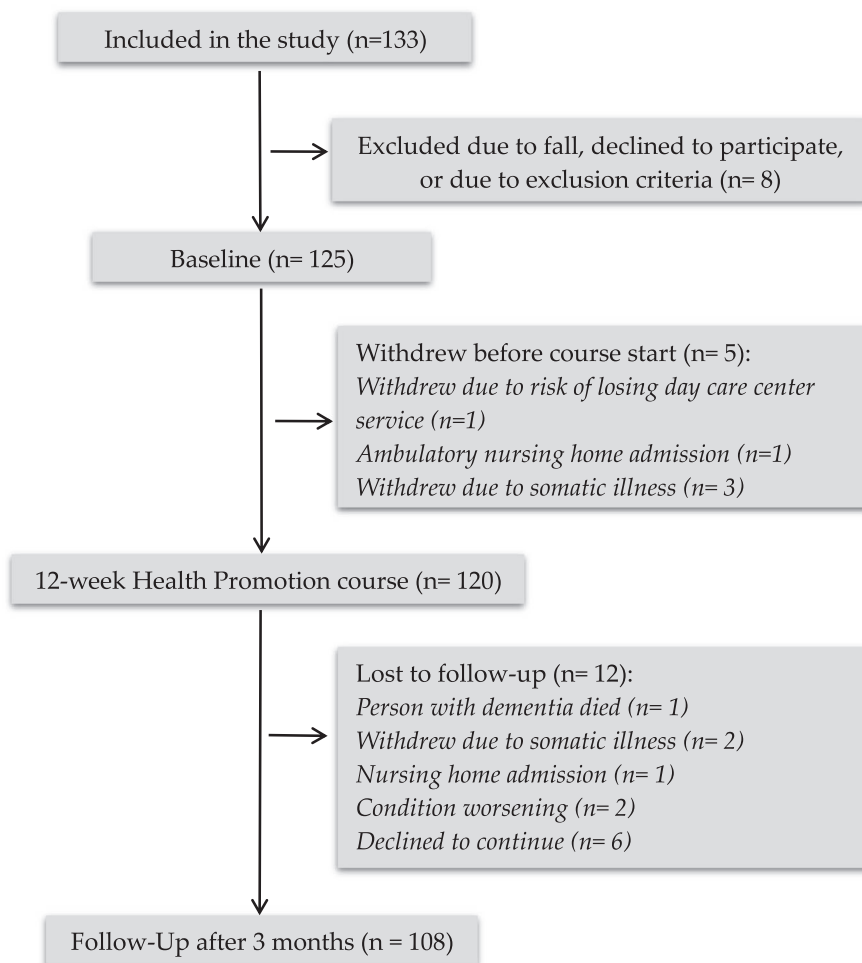 Included in the study (n=133)
Excluded due to fall, declined to participate,
or due to exclusion criteria (n= 8)
Baseline (n= 125)
Withdrew before course start (n= 5):
Withdrew due to risk of losing day care center
service (n=1)
Ambulatory nursing home admission (n=1)
Withdrew due to somatic illness (n= 3)
12-week Health Promotion course (n= 120)
Lost to follow-up (n= 12):
Person with dementia died (n= 1)
Withdrew due to somatic illness (n= 2)
Nursing home admission (n= 1)
Condition worsening (n= 2)
Declined to continue (n= 6)
Follow-Up after 3 months (n = 108)